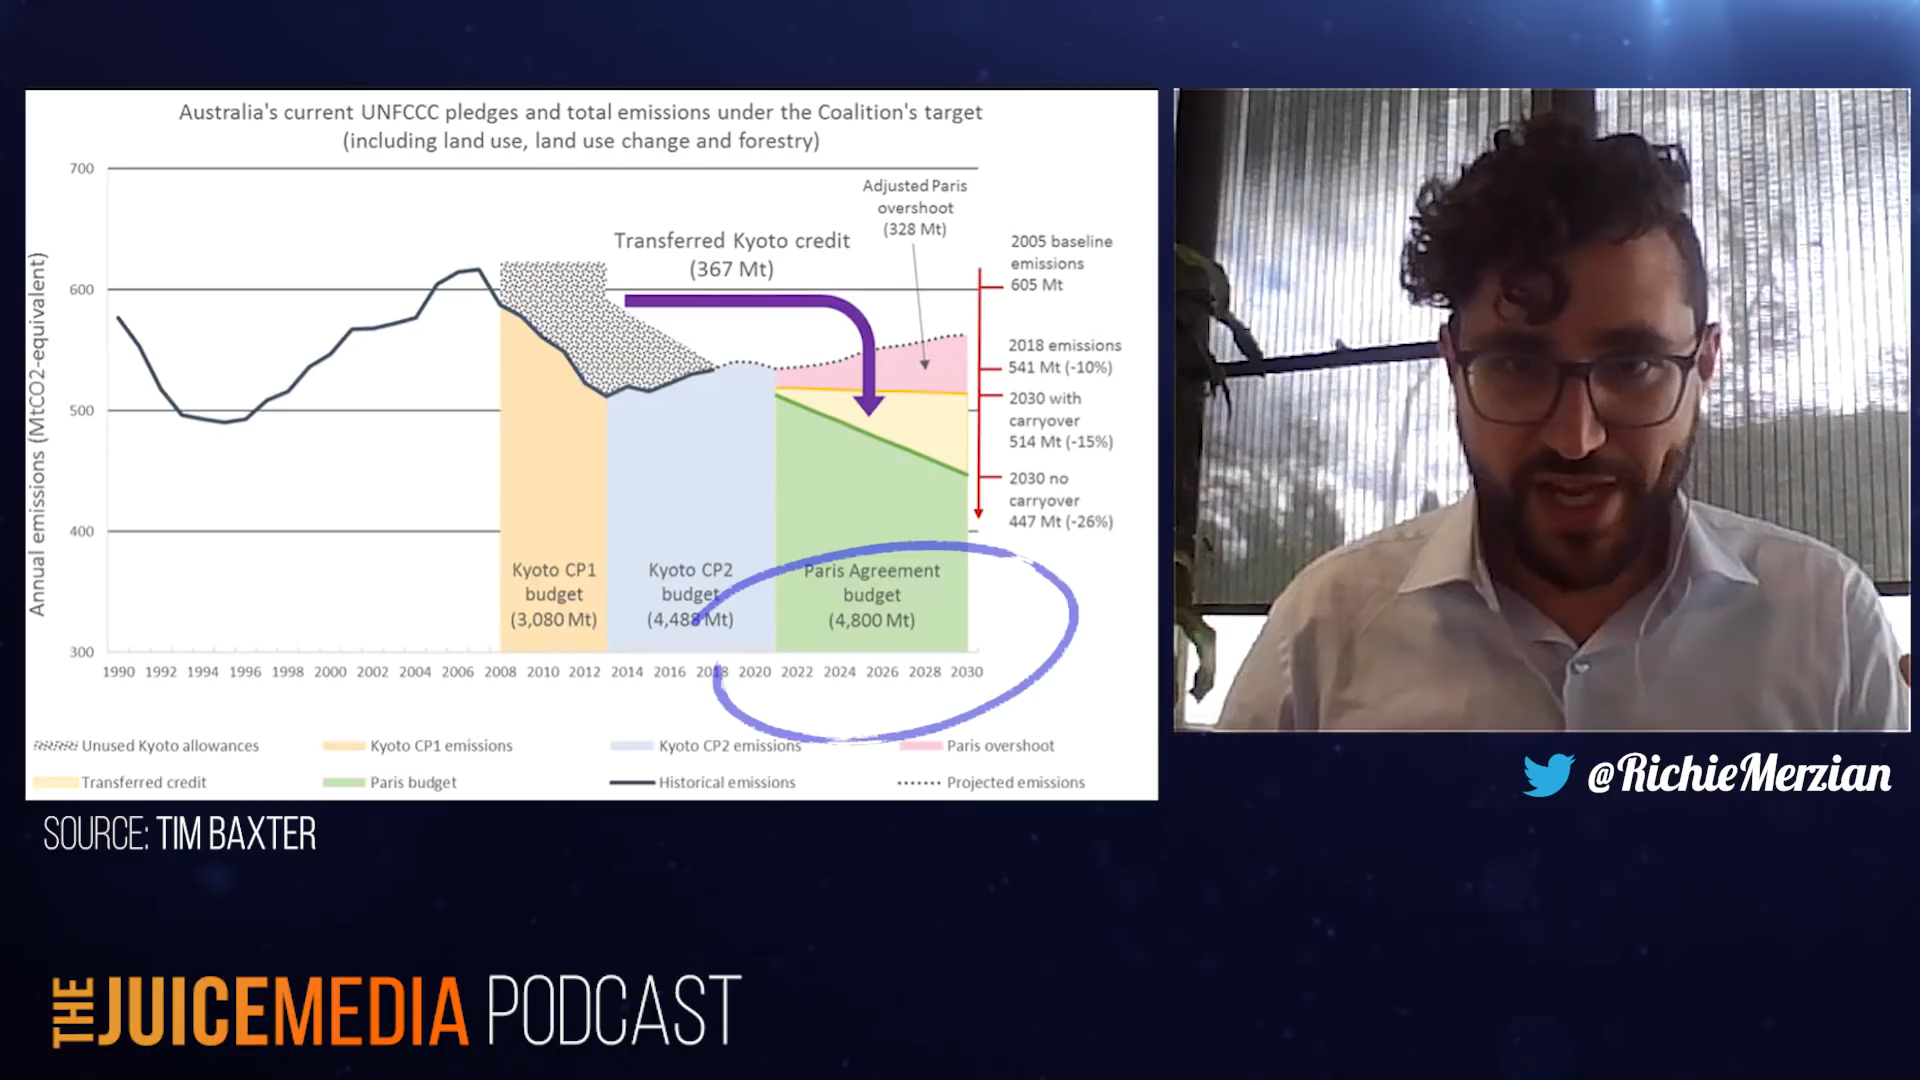 Australia's current UNFCCC pledges and total emissions under the Coalition's target
(including land use, land use change and forestry)
Annual emissions (MtCO2-equivalent)
700
600
500
400
300
Transferred Kyoto credit
(367 Mt)
Adjusted Paris
overshoot
(328 Mt)
2005 baseline
emissions
605 Mt
2018 emissions
541 Mt (-10%)
2030 with
carryover
514 Mt (-15%)
2030 no
carryover
447 Mt (-26%)
Kyoto CP1
budget
(3,080 Mt)
Kyoto CP2
budget
(4,488 Mt)
Paris Agreement
budget
(4,800 Mt)
1990 1992 1994 1996 1998 2000 2002 2004 2006 2008 2010 2012 2014 2016 2018 2020 2022 2024 2026 2028 2030
Unused Kyoto allowances Kyoto CP1 emissions Kyoto CP2 emissions Paris overshoot
Transferred credit Paris budget Historical emissions Projected emissions
@RichieMerzian
SOURCE: TIM BAXTER
THE JUICEMEDIA PODCAST